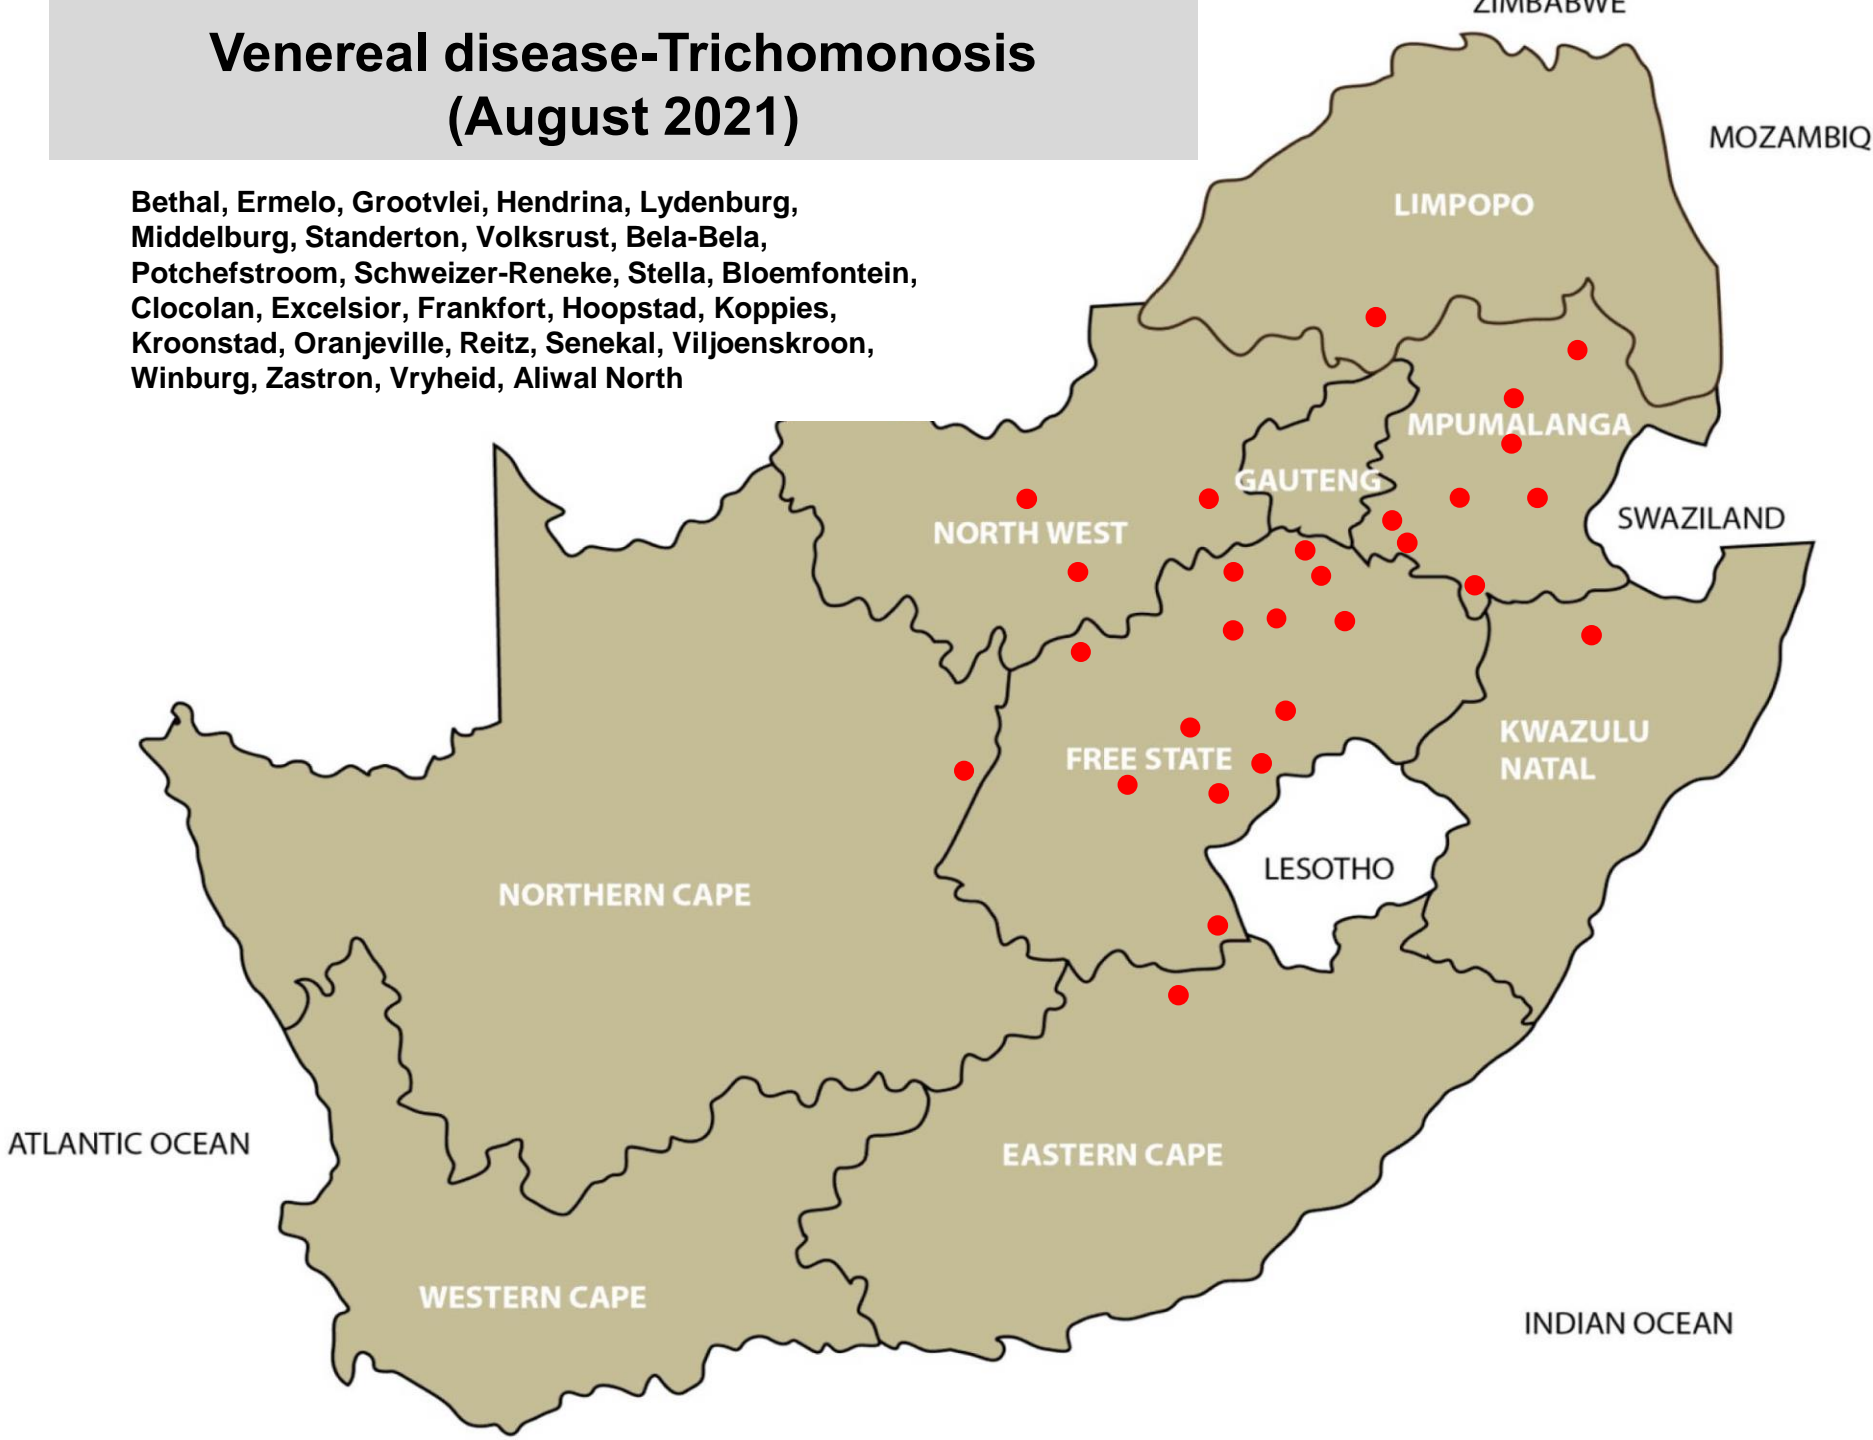 ZIMBABWE
Venereal disease-Trichomonosis
(August 2021)
MOZAMBIQ
Bethal, Ermelo, Grootvlei, Hendrina, Lydenburg,
Middelburg, Standerton, Volksrust, Bela-Bela,
Potchefstroom, Schweizer-Reneke, Stella, Bloemfontein,
Clocolan, Excelsior, Frankfort, Hoopstad, Koppies,
Kroonstad, Oranjeville, Reitz, Senekal, Viljoenskroon,
Winburg, Zastron, Vryheid, Aliwal North
LIMPOPO
MPUMALANGA
GAUTENG
SWAZILAND
NORTH WEST
KWAZULU
NATAL
FREE STATE
LESOTHO
NORTHERN CAPE
ATLANTIC OCEAN
EASTERN CAPE
WESTERN CAPE
INDIAN OCEAN